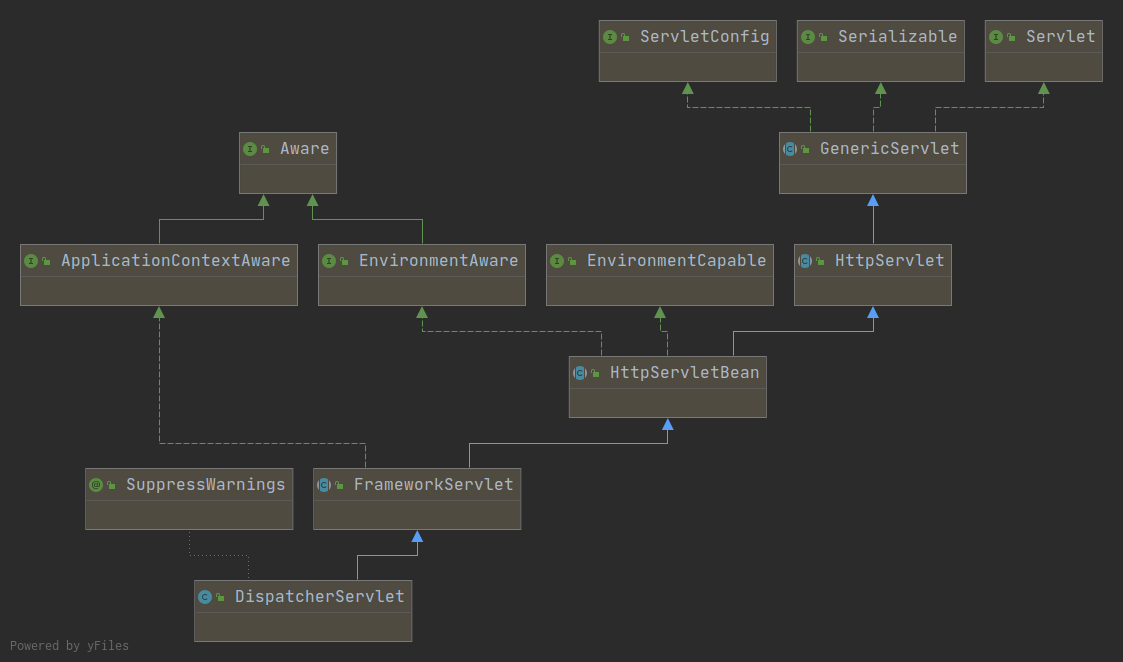 ServletConfig
Serializable
Servlet
Aware
GenericServlet
ApplicationContextAware
EnvironmentAware
EnvironmentCapable
HttpServlet
HttpServletBean
SuppressWarnings
FrameworkServlet
DispatcherServlet
Powered by yFiles